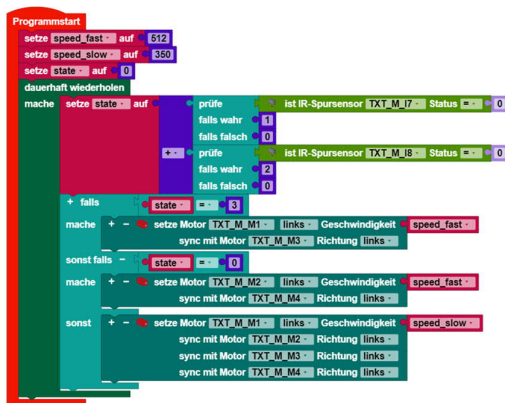 Programmstart
setze speed_fast auf 512
setze speed_slow auf 350
setze state auf 0
dauerhaft wiederholen
mache setze state auf prüfe ist IR-Spursensor TXT_M_I7 Status = 0
falls wahr 1
falls falsch 0
+ prüfe ist IR-Spursensor TXT_M_I8 Status = 0
falls wahr 2
falls falsch 0
+ falls state = 3
mache + − setze Motor TXT_M_M1 links Geschwindigkeit speed_fast
sync mit Motor TXT_M_M3 Richtung links
sonst falls − state = 0
mache + − setze Motor TXT_M_M2 links Geschwindigkeit speed_fast
sync mit Motor TXT_M_M4 Richtung links
sonst + − setze Motor TXT_M_M1 links Geschwindigkeit speed_slow
sync mit Motor TXT_M_M2 Richtung links
sync mit Motor TXT_M_M3 Richtung links
sync mit Motor TXT_M_M4 Richtung links